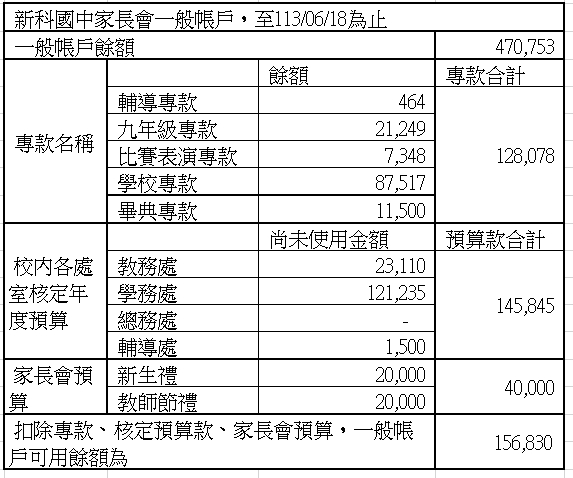 新科國中家長會一般帳戶，至113/06/18為止
一般帳戶餘額 470,753
餘額 專款合計
專款名稱
輔導專款 464
九年級專款 21,249
比賽表演專款 7,348
128,078
學校專款 87,517
畢典專款 11,500
尚未使用金額 預算款合計
校內各處
室核定年
度預算
教務處 23,110
學務處 121,235
145,845
總務處 -
輔導處 1,500
家長會預
算
新生禮 20,000
40,000
教師節禮 20,000
扣除專款、核定預算款、家長會預算，一般帳
戶可用餘額為
156,830